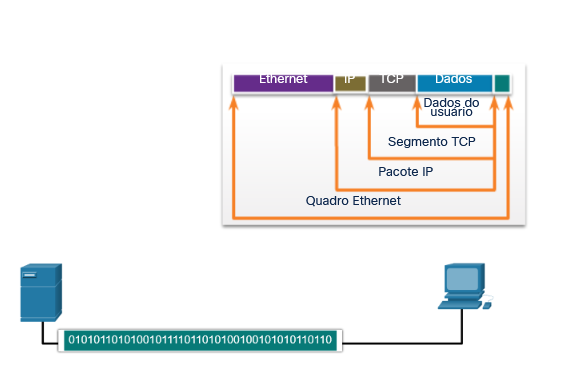 Ethernet IP TCP Dados
Dados do
usuário
Segmento TCP
Pacote IP
Quadro Ethernet
0101011010100101111011010100100101010110110